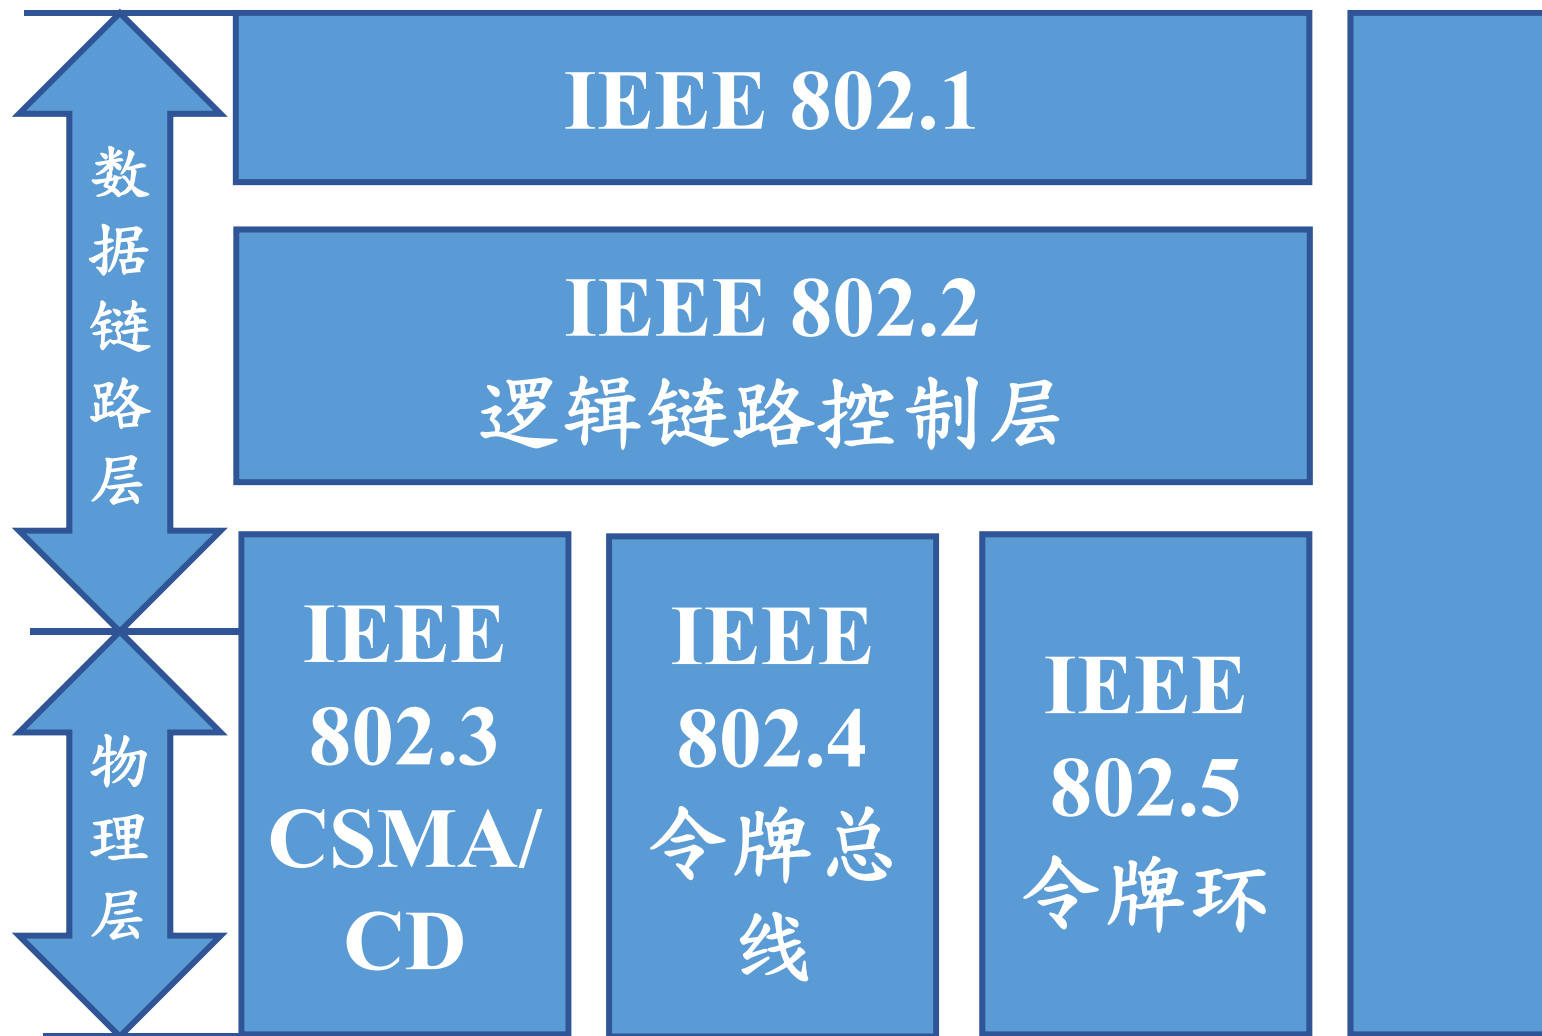 IEEE 802.1
数据链路层
IEEE 802.2
逻辑链路控制层
物理层
IEEE
802.3
CSMA/
CD
IEEE
802.4
令牌总
线
IEEE
802.5
令牌环